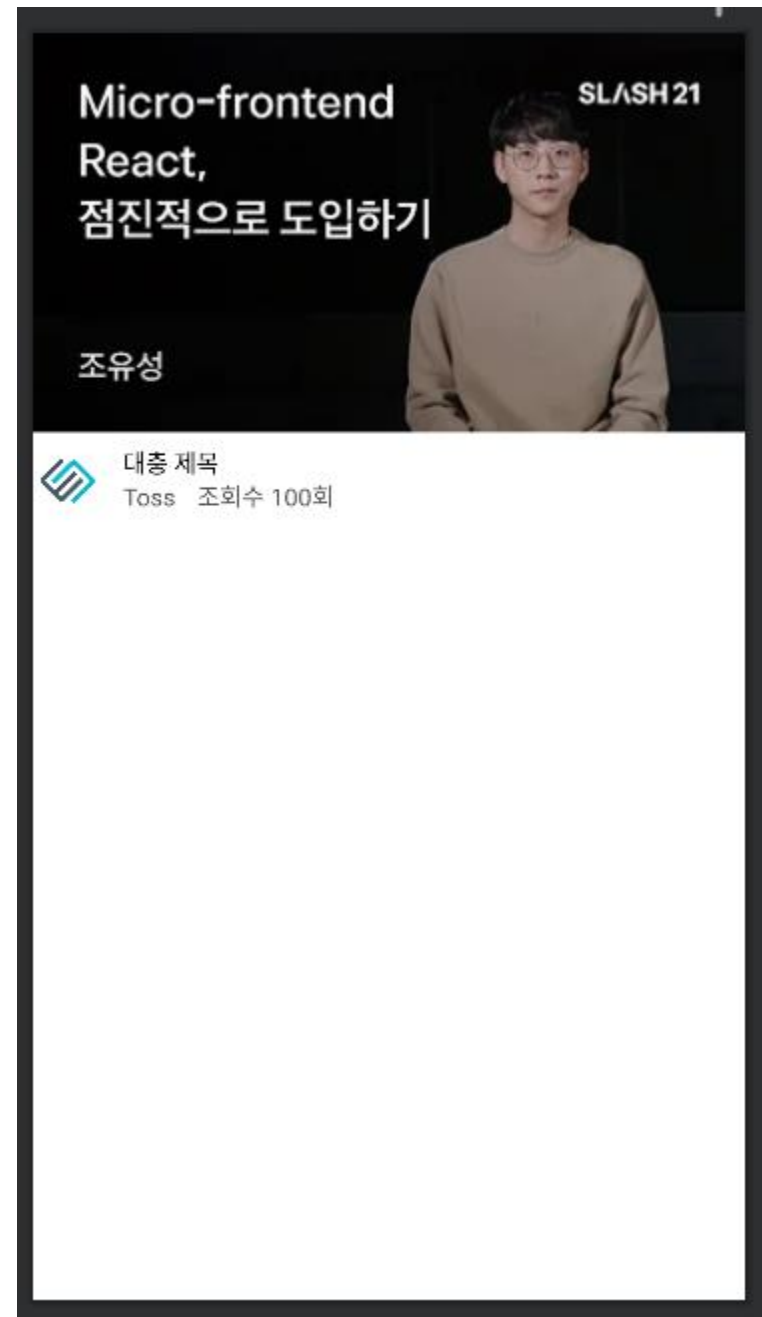 Micro-frontend
SLASH 21
React,
점진적으로 도입하기
조유성
대충 제목
Toss 조회수 100회